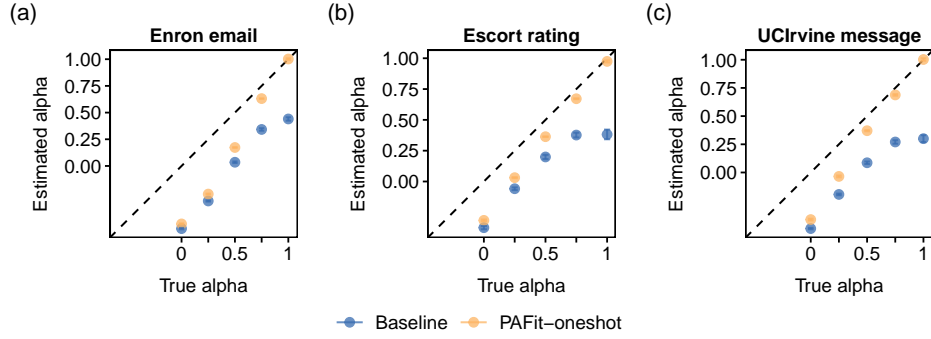 (a)
Enron email
Estimated alpha
1.00
0.75
0.50
0.25
0.00
0
0.5
1
True alpha
(b)
Escort rating
Estimated alpha
1.00
0.75
0.50
0.25
0.00
0
0.5
1
True alpha
(c)
UCIrvine message
Estimated alpha
1.00
0.75
0.50
0.25
0.00
0
0.5
1
True alpha
Baseline
PAFit−oneshot